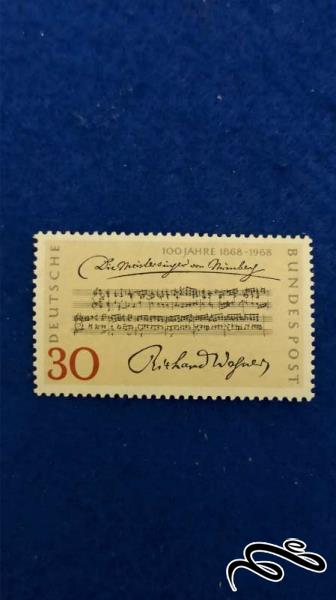 100 JAHRE 1868-1968
Die Meistersinger von Nürnberg
DEUTSCHE
BUNDESPOST
30
Richard Wagner